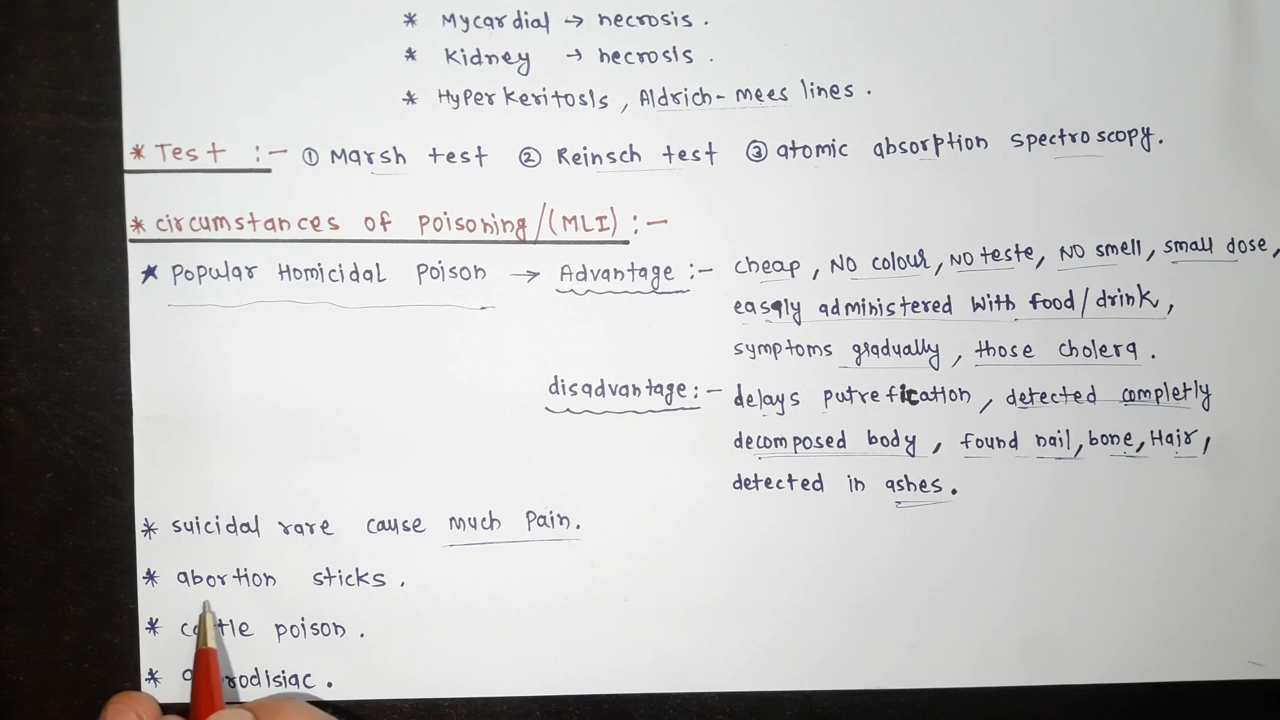 * Mycardial → necrosis.
* Kidney → necrosis.
* Hyperkeritosis, Aldrich-mees lines.
* Test :- ① Marsh test ② Reinsch test ③ atomic absorption spectroscopy.
* circumstances of poisoning/(MLI) :-
* Popular Homicidal Poison → Advantage :- cheap, NO colour, NO teste, NO smell, small dose,
easily administered with food/drink,
symptoms gradually, those cholera.
disadvantage :- delays putrefication, detected completly
decomposed body, found nail, bone, Hair,
detected in ashes.
* suicidal rare cause much Pain.
* abortion sticks.
* poison.
*